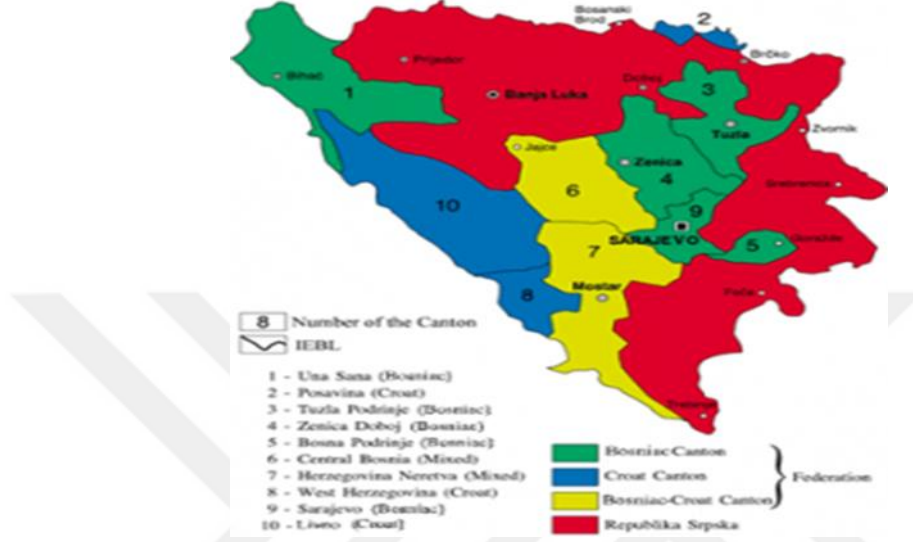 Bosanski
Brod
2
Brčko
Prijedor
Bihać
Doboj
3
1
Banja Luka
Tuzla
Zvornik
Jajce
Zenica
4
Srebrenica
6
10
9
SARAJEVO
5
Goražde
7
8
Mostar
Foča
Trebinje
8 Number of the Canton
IEBL
1 - Una Sana (Bosniac)
2 - Posavina (Croat)
3 - Tuzla Podrinje (Bosniac)
4 - Zenica Doboj (Bosniac)
5 - Bosna Podrinje (Bosniac)
6 - Central Bosnia (Mixed)
7 - Herzegovina Neretva (Mixed)
8 - West Herzegovina (Croat)
9 - Sarajevo (Bosniac)
10 - Livno (Croat)
Bosniac Canton
Croat Canton
Bosniac-Croat Canton
Federation
Republika Srpska